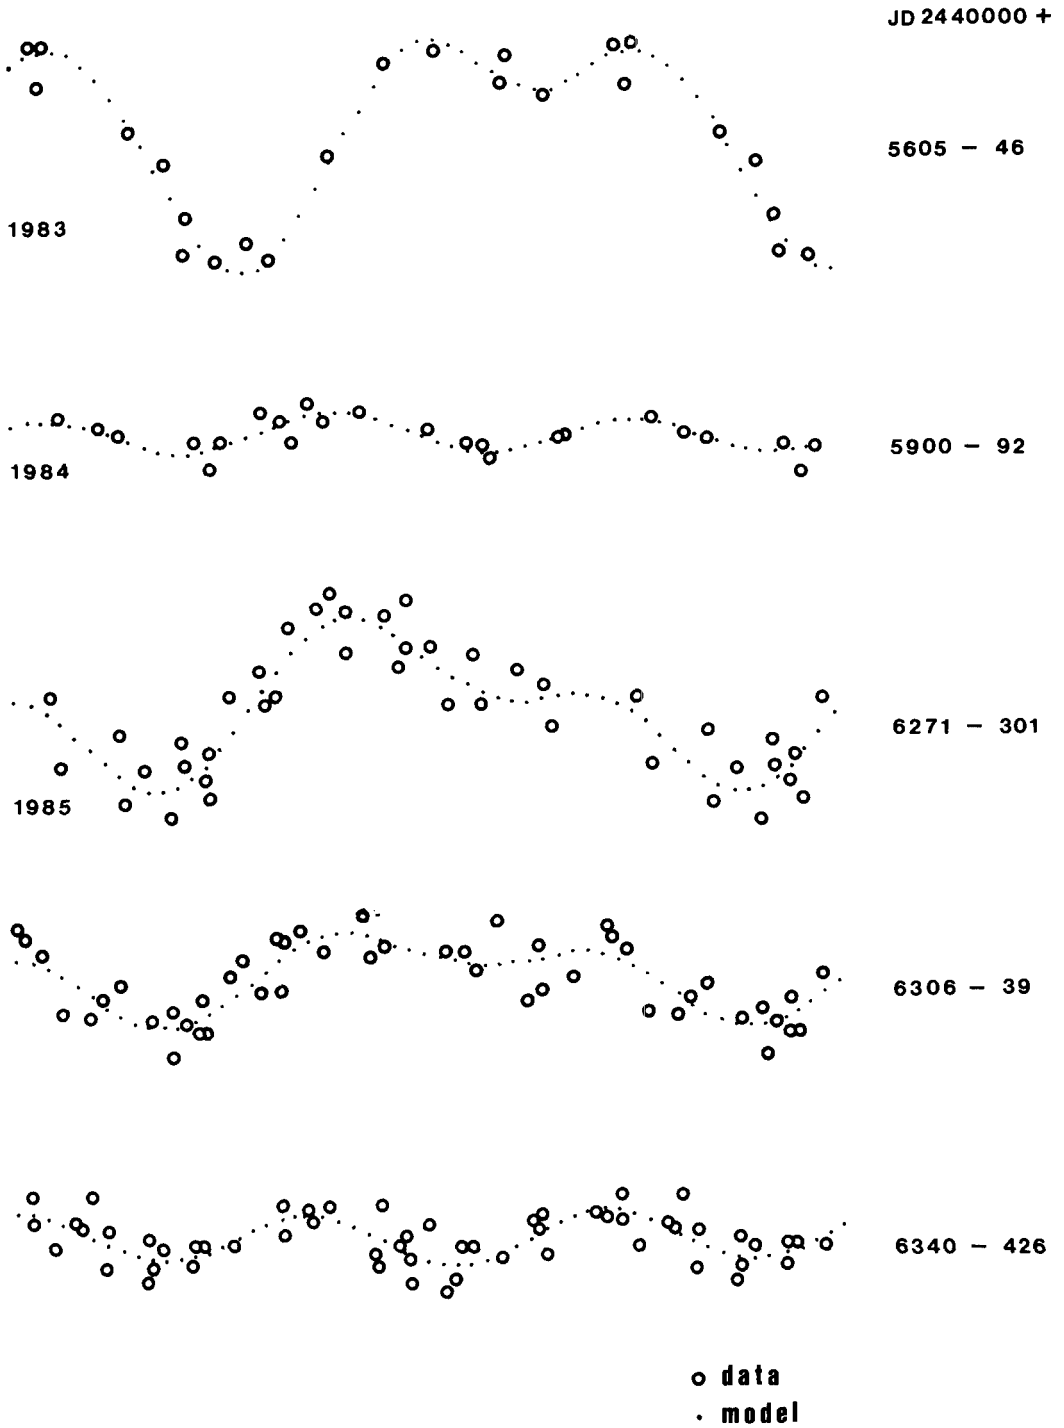 JD 2440000 +
5605 – 46
1983
5900 – 92
1984
6271 – 301
1985
6306 – 39
6340 – 426
data
model